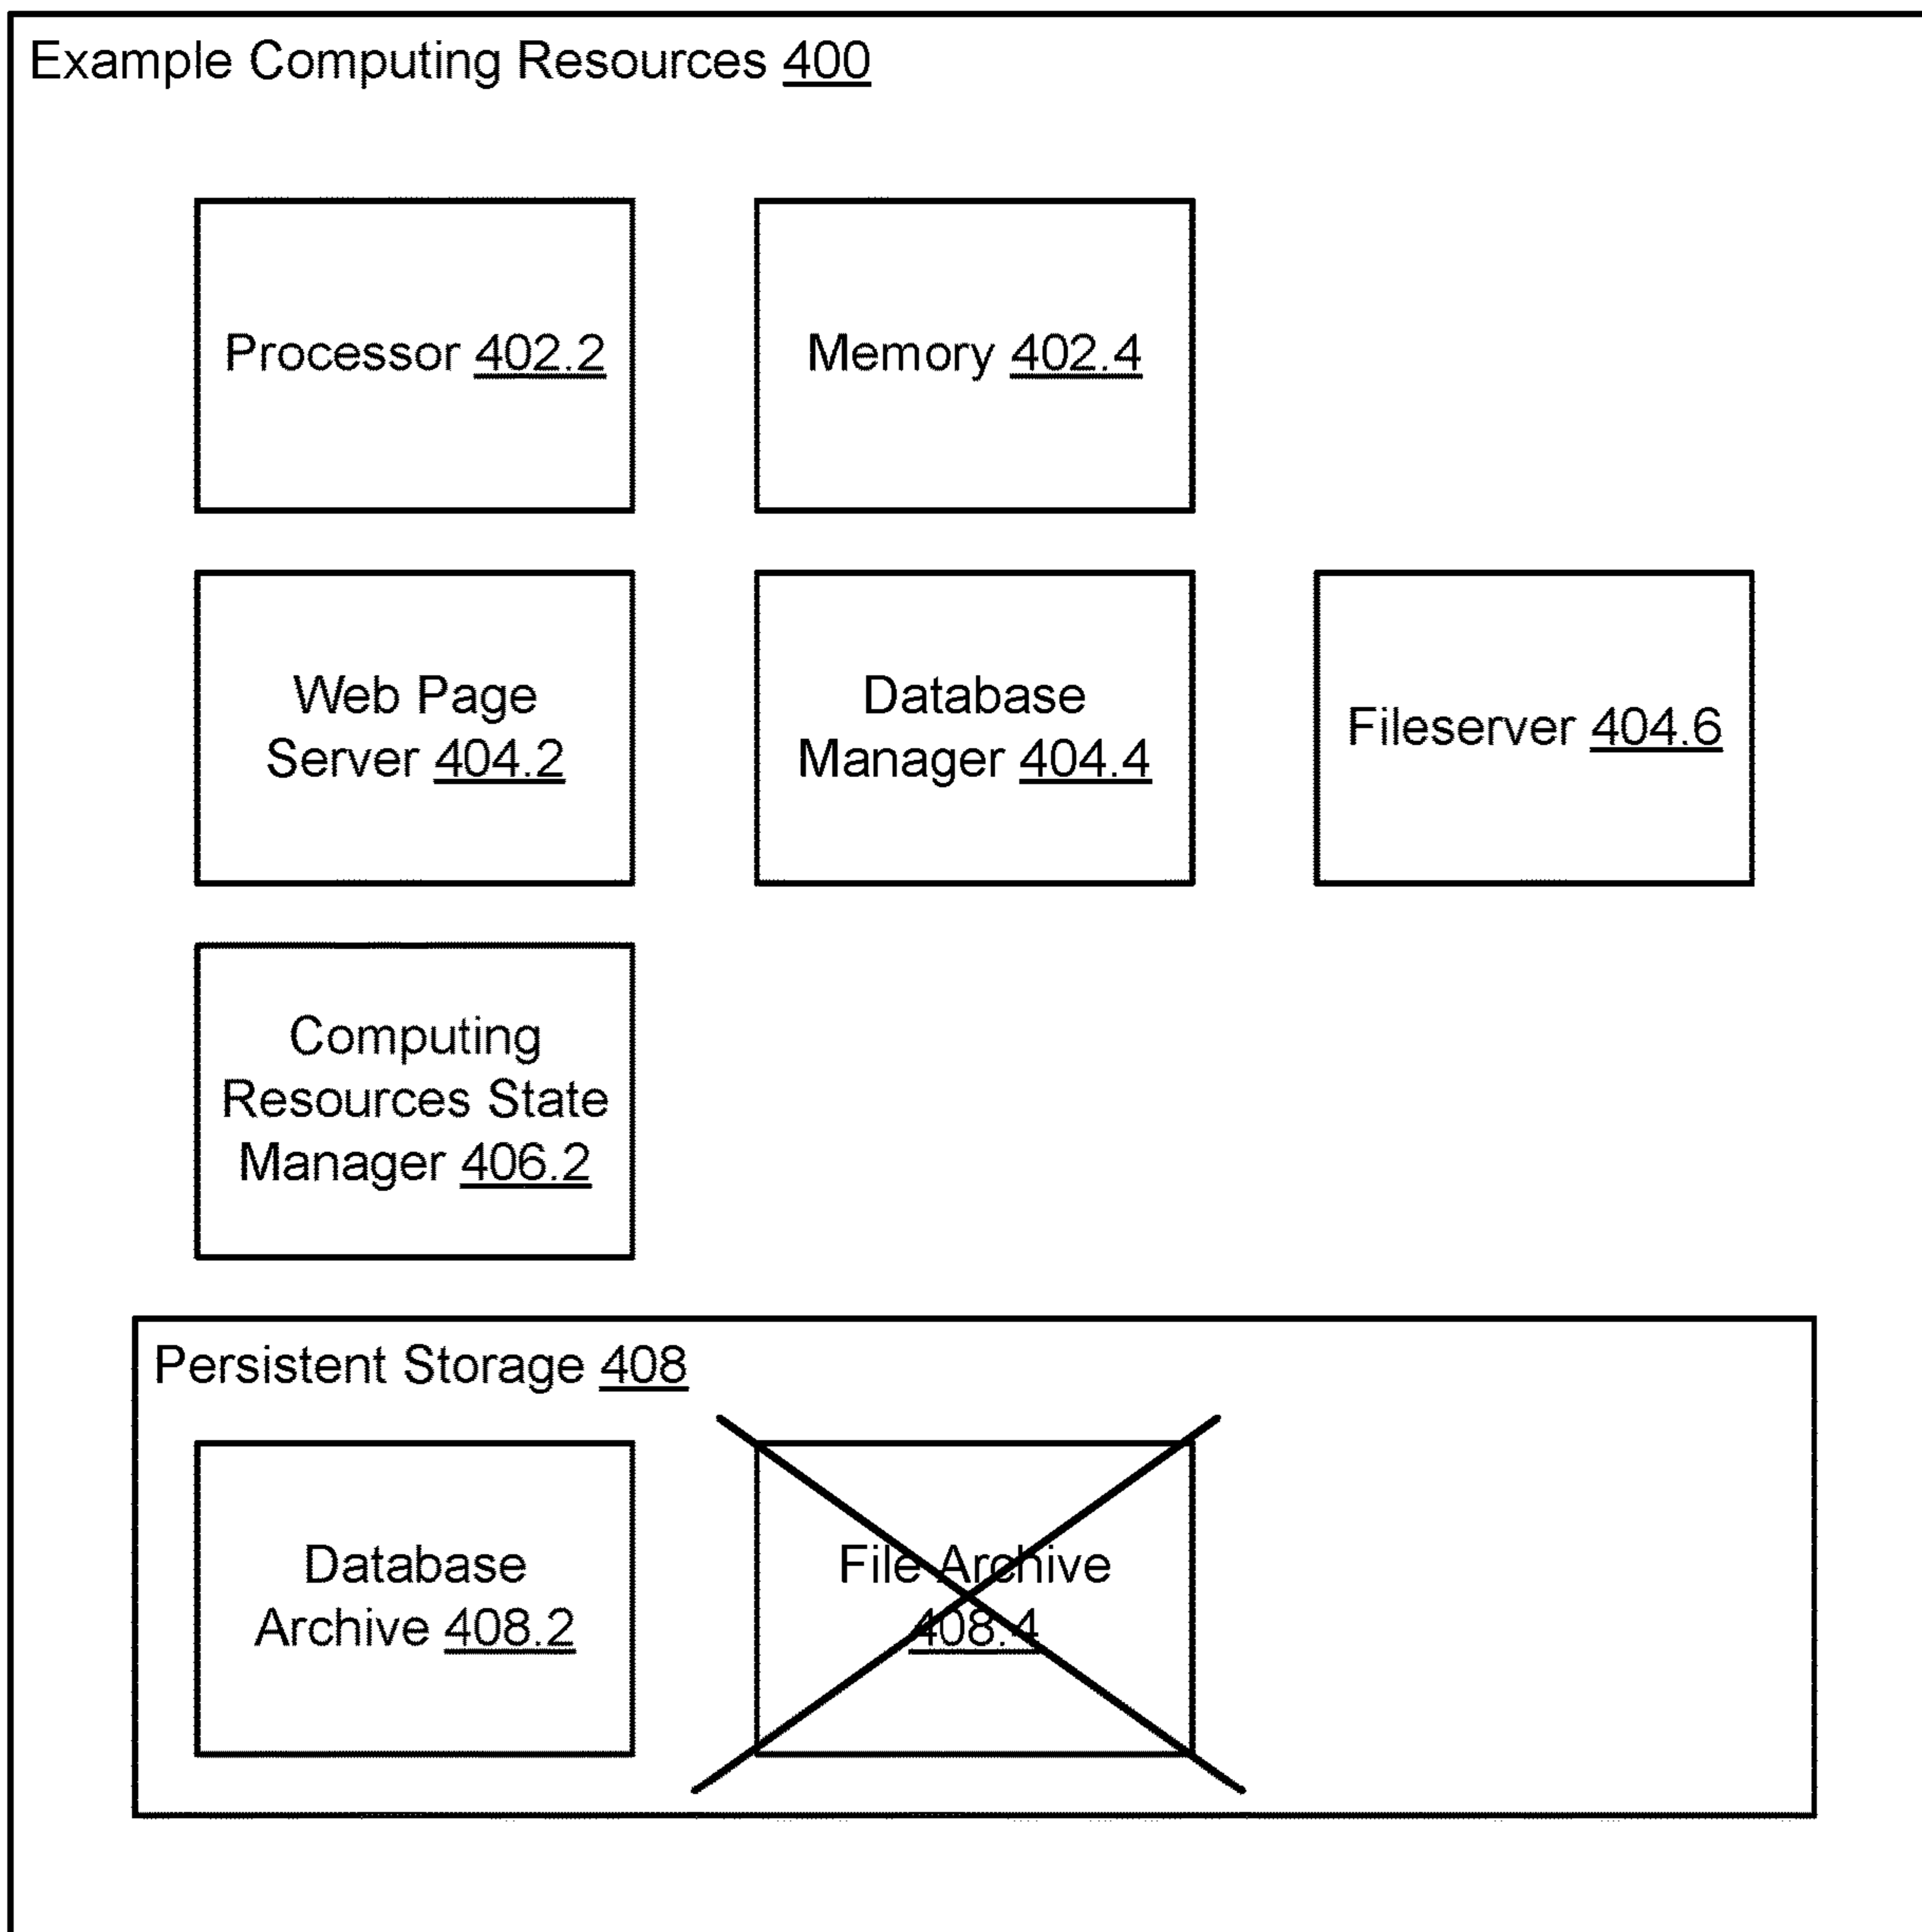 Example Computing Resources 400
Processor 402.2
Memory 402.4
Web Page
Server 404.2
Database
Manager 404.4
Fileserver 404.6
Computing
Resources State
Manager 406.2
Persistent Storage 408
Database
Archive 408.2
File Archive
408.4